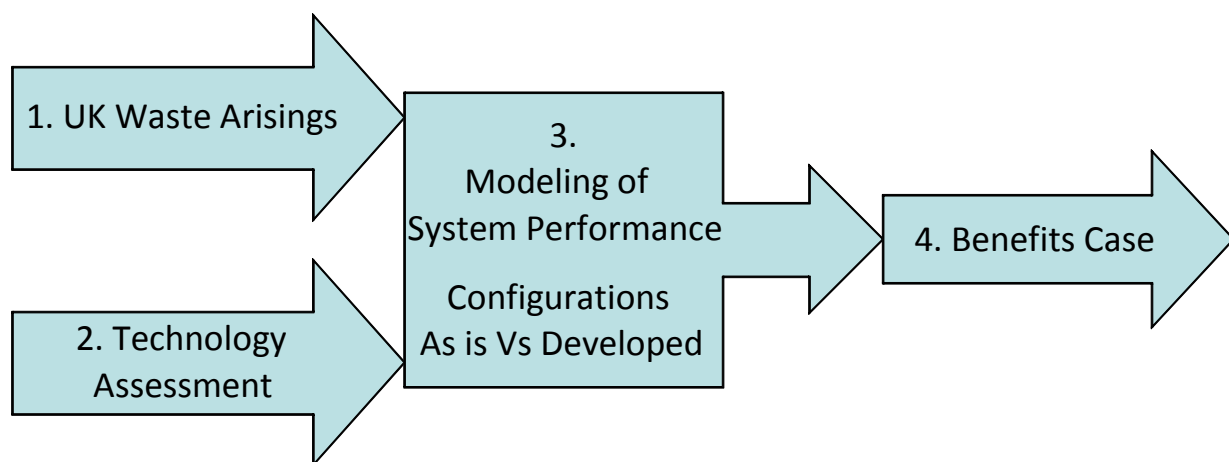 1. UK Waste Arisings
2. Technology
Assessment
3.
Modeling of
System Performance
Configurations
As is Vs Developed
4. Benefits Case